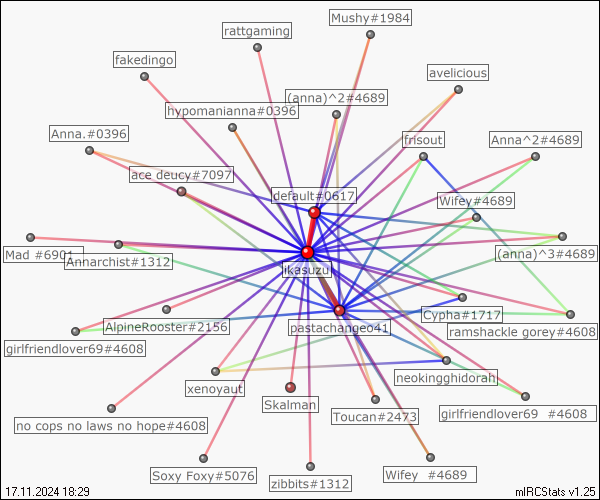 Mushy#1984
rattgaming
fakedingo
avelicious
(anna)^2#4689
hypomanianna#0396
Anna.#0396
frlsout
Anna^2#4689
ace deucy#7097
default#0617
Wifey#4689
Mad #6901
Annarchist#1312
(anna)^3#4689
ikasuzu
Cypha#1717
AlpineRooster#2156
pastachangeo41
ramshackle gorey#4608
girlfriendlover69#4608
neokingghidorah
xenoyaut
Skalman
Toucan#2473
girlfriendlover69 #4608
no cops no laws no hope#4608
Soxy Foxy#5076
zibbits#1312
Wifey #4689
17.11.2024 18:29
mIRCStats v1.25